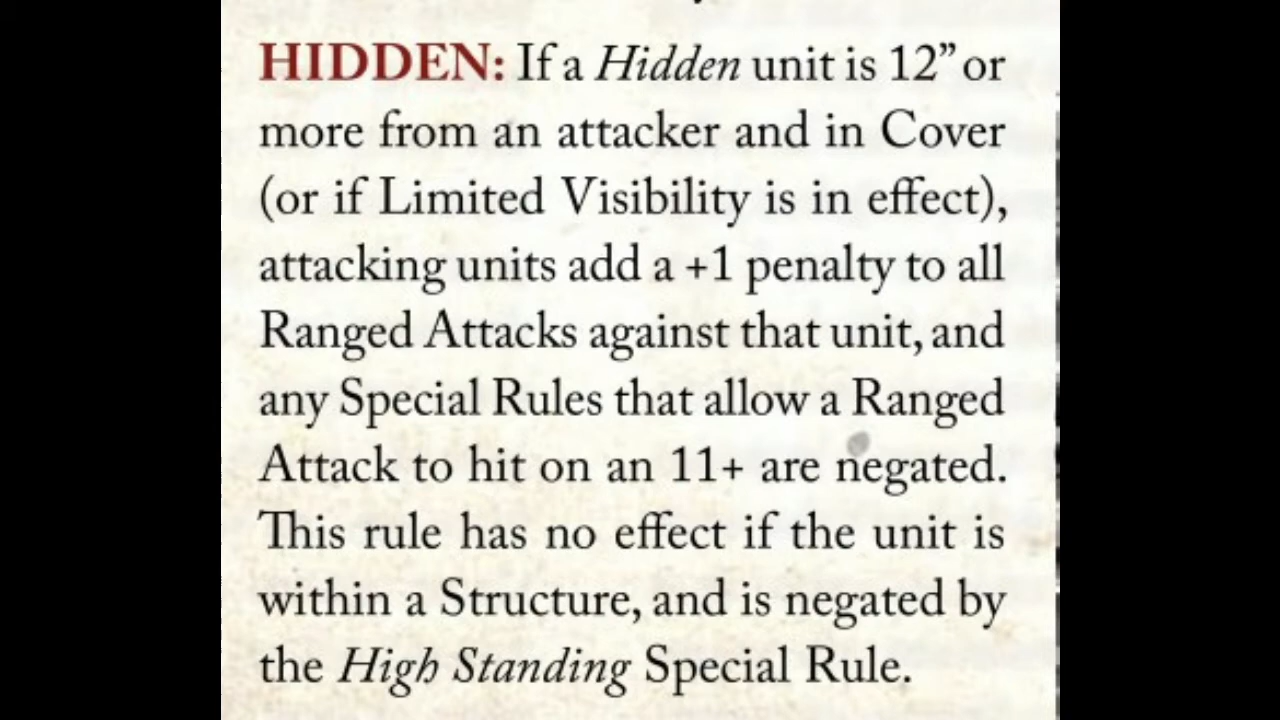 HIDDEN: If a Hidden unit is 12” or
more from an attacker and in Cover
(or if Limited Visibility is in effect),
attacking units add a +1 penalty to all
Ranged Attacks against that unit, and
any Special Rules that allow a Ranged
Attack to hit on an 11+ are negated.
This rule has no effect if the unit is
within a Structure, and is negated by
the High Standing Special Rule.